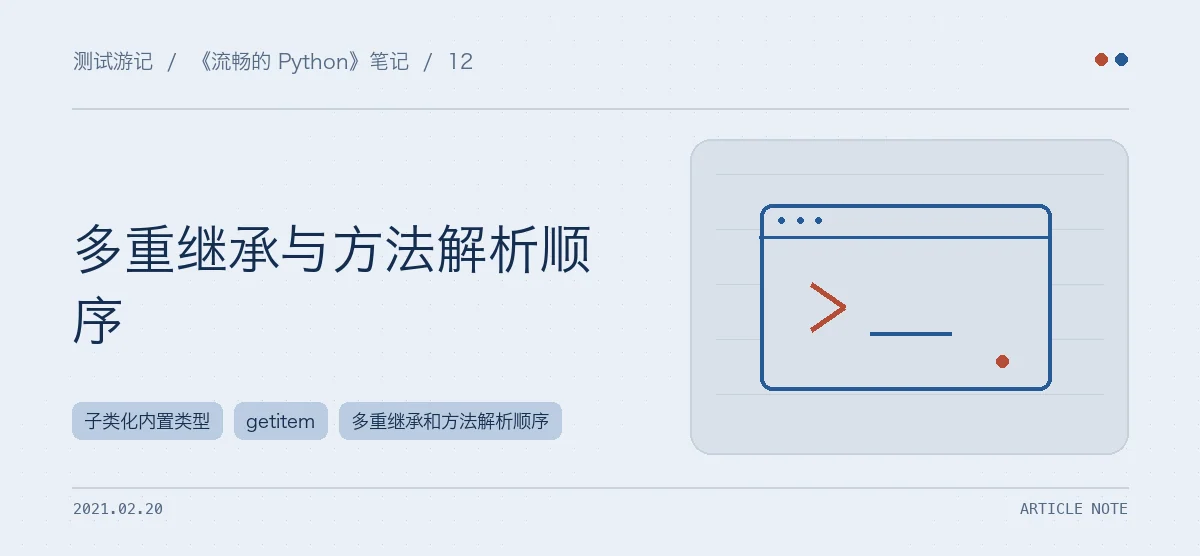 测试游记 / 《流畅的 Python》笔记 / 12
多重继承与方法解析顺
序
子类化内置类型 getitem 多重继承和方法解析顺序
2021.02.20 ARTICLE NOTE